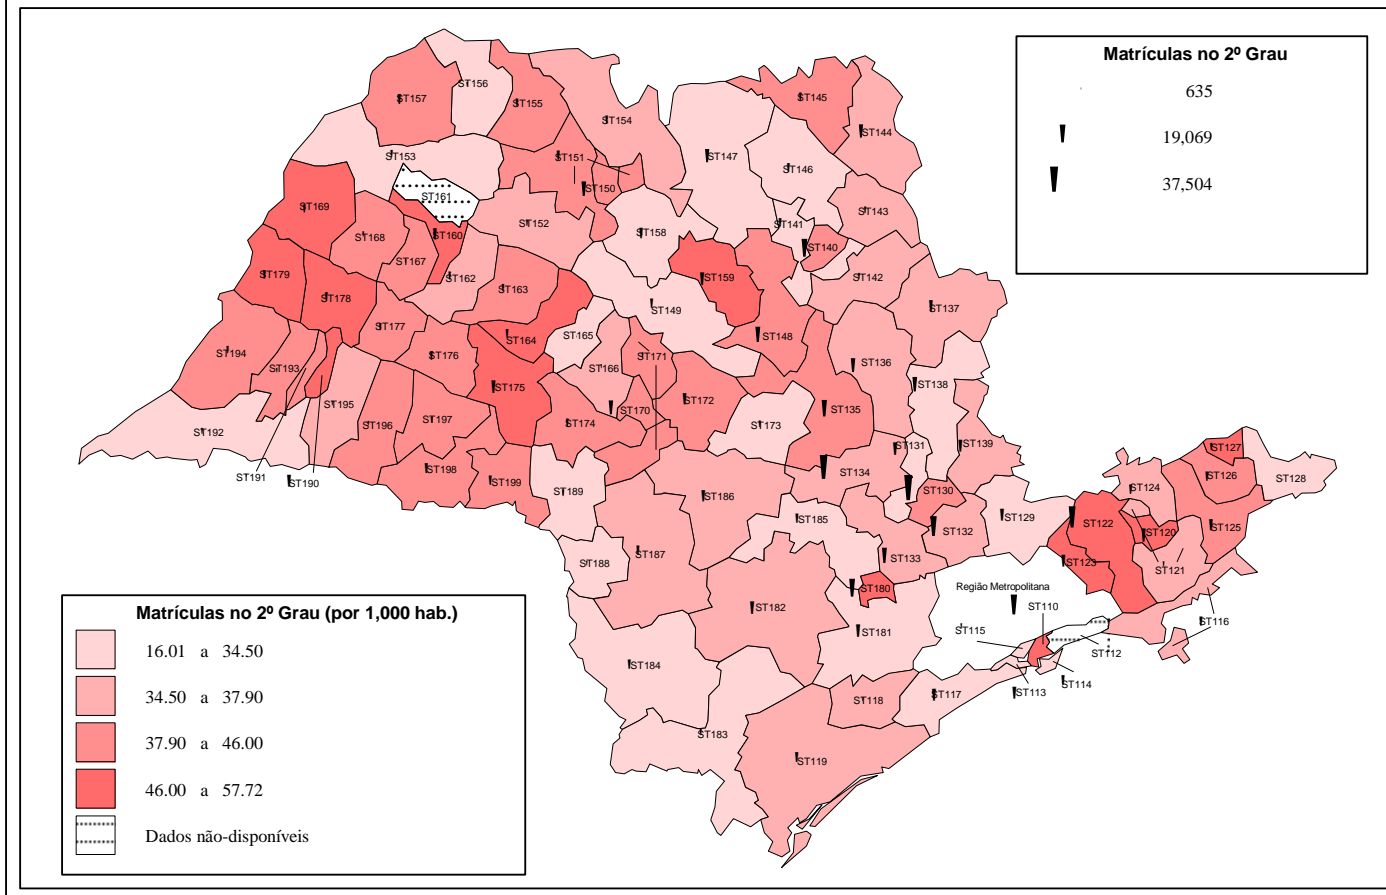 Matrículas no 2º Grau
635
19,069
37,504
ST156
ST157
ST155
ST154
ST145
ST144
ST153
ST151
ST147
ST146
ST150
ST161
ST169
ST143
ST152
ST141
ST168
ST160
ST158
ST140
ST167
ST179
ST162
ST159
ST142
ST163
ST178
ST149
ST137
ST177
ST164
ST165
ST148
ST194
ST176
ST171
ST136
ST193
ST166
ST138
ST175
ST195
ST170
ST172
ST135
ST197
ST174
ST173
ST196
ST192
ST131
ST139
ST127
ST198
ST134
ST191
ST190
ST199
ST126
ST128
ST189
ST186
ST130
ST124
ST185
ST129
ST122
ST125
ST132
ST120
ST187
ST133
ST188
ST123
ST121
ST180
Região Metropolitana
Matrículas no 2º Grau (por 1,000 hab.)
ST182
ST110
ST181
ST115
ST116
16.01 a 34.50
ST112
ST184
ST113
ST114
34.50 a 37.90
ST117
ST118
ST183
37.90 a 46.00
ST119
46.00 a 57.72
Dados não-disponíveis